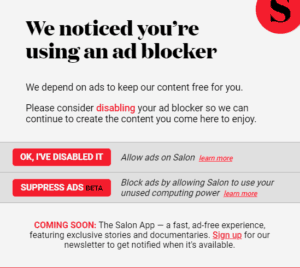 S
We noticed you're
using an ad blocker
We depend on ads to keep our content free for you.
Please consider disabling your ad blocker so we can
continue to create the content you come here to enjoy.
OK, I'VE DISABLED IT Allow ads on Salon learn more
SUPPRESS ADS BETA Block ads by allowing Salon to use your
unused computing power learn more
COMING SOON: The Salon App — a fast, ad-free experience,
featuring exclusive stories and documentaries. Sign up for our
newsletter to get notified when it's available.